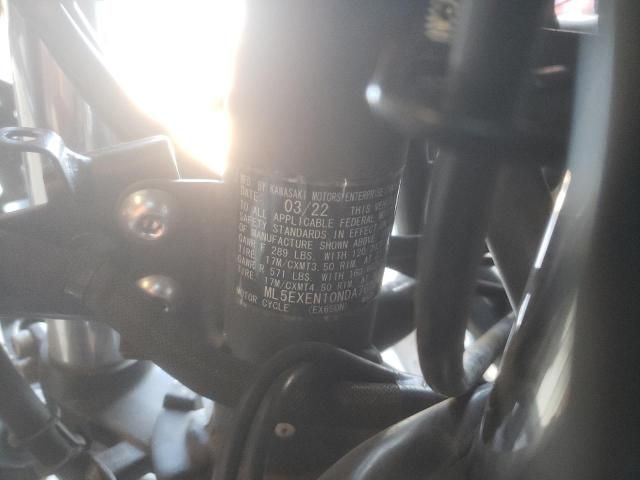 MFD BY KAWASAKI MOTORS ENTERPRISE
DATE: 03/22 THIS
TO ALL APPLICABLE FEDERAL
SAFETY STANDARDS IN EFFECT
OF MANUFACTURE SHOWN ABOVE
GAWR F 289 LBS. WITH 120
TIRE 17M/CXMT3.50 RIM, AT
GAWR R 571 LBS. WITH 160
TIRE 17M/CXMT4.50 RIM, AT
ML5EXEN10NDA
MOTOR CYCLE (EX650N)